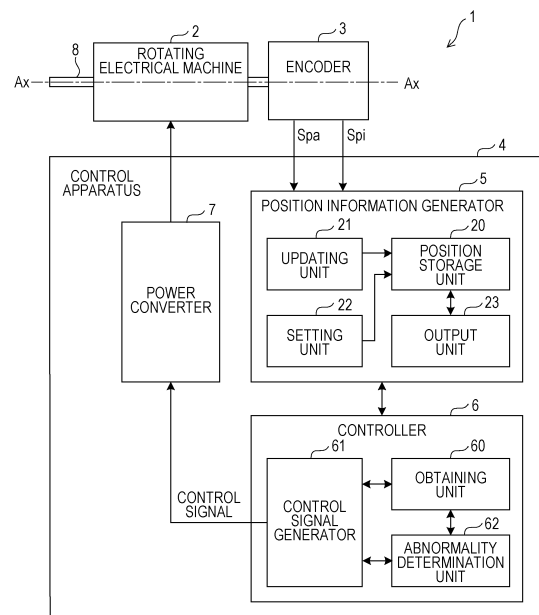 1
2
3
8
ROTATING
ELECTRICAL MACHINE
ENCODER
Ax
Ax
Spa
Spi
4
CONTROL
APPARATUS
5
POSITION INFORMATION GENERATOR
7
POWER
CONVERTER
21
UPDATING
UNIT
20
POSITION
STORAGE
UNIT
22
SETTING
UNIT
23
OUTPUT
UNIT
6
CONTROLLER
61
CONTROL
SIGNAL
GENERATOR
60
OBTAINING
UNIT
62
ABNORMALITY
DETERMINATION
UNIT
CONTROL
SIGNAL